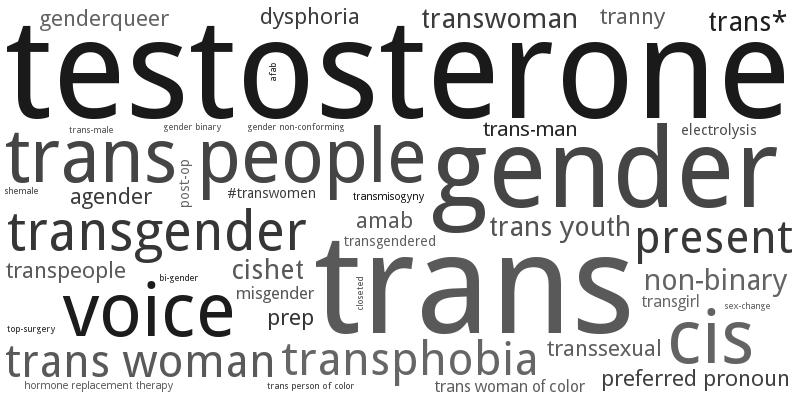 genderqueer
dysphoria
transwoman
tranny
trans*
testosterone
afab
trans-male
gender binary
gender non-conforming
trans-man
electrolysis
trans people
gender
shemale
agender
post-op
#transwomen
transmisogyny
transgender
amab
trans youth
transgendered
present
transpeople
bi-gender
cishet
trans
non-binary
misgender
closeted
transgirl
sex-change
voice
prep
top-surgery
cis
trans woman
transphobia
transsexual
preferred pronoun
hormone replacement therapy
trans person of color
trans woman of color